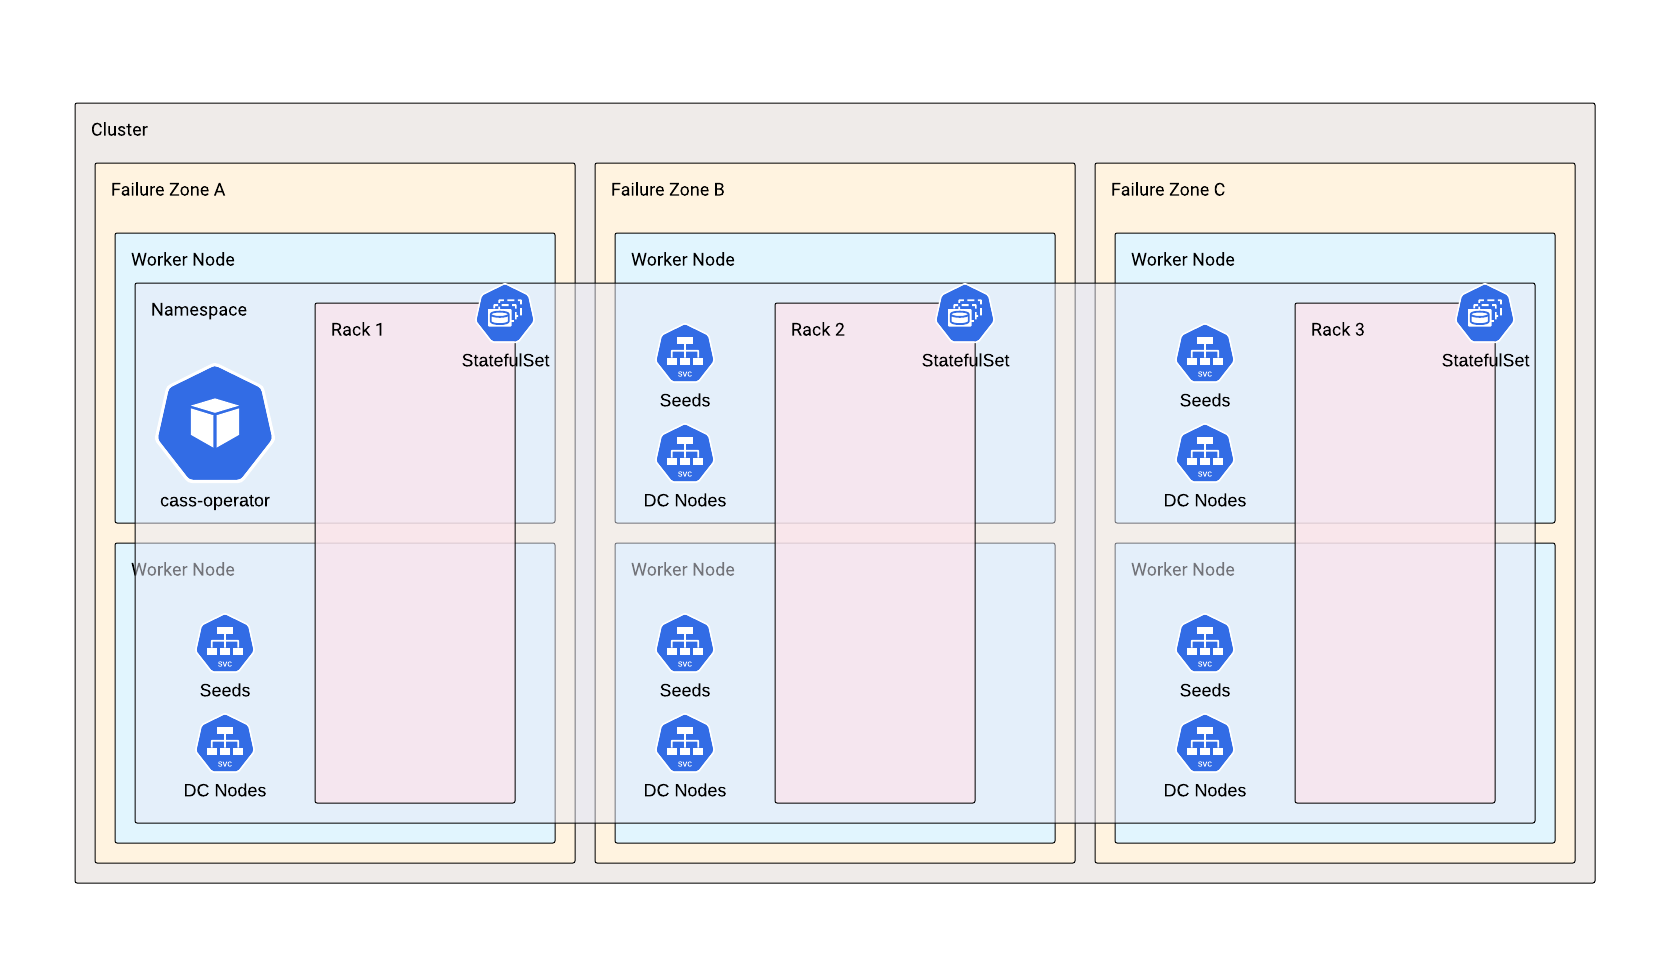 Cluster
Failure Zone A
Worker Node
Namespace
Rack 1
StatefulSet
cass-operator
Worker Node
svc
Seeds
svc
DC Nodes
Failure Zone B
Worker Node
Rack 2
StatefulSet
svc
Seeds
svc
DC Nodes
Worker Node
svc
Seeds
svc
DC Nodes
Failure Zone C
Worker Node
Rack 3
StatefulSet
svc
Seeds
svc
DC Nodes
Worker Node
svc
Seeds
svc
DC Nodes